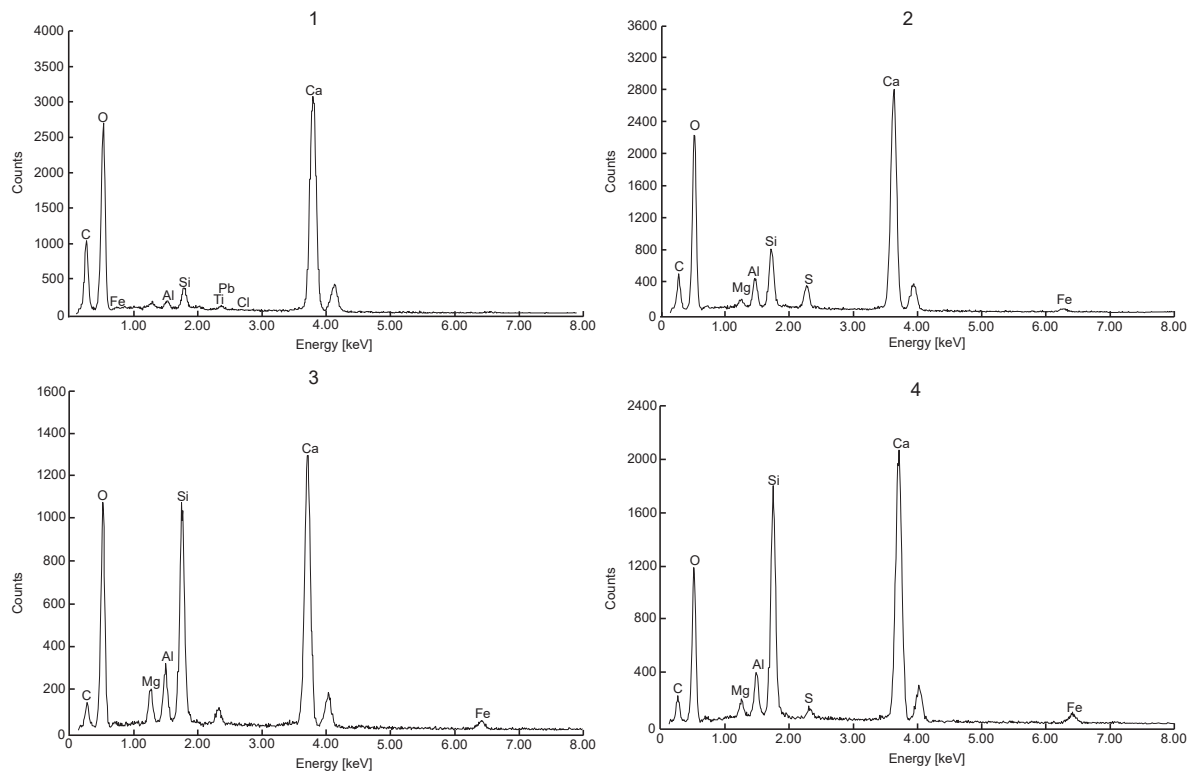 1
4000
3500
3000
2500
2000
1500
1000
500
0
Counts
C
O
Fe
Al
Si
Ti
Pb
Cl
Ca
1.00 2.00 3.00 4.00 5.00 6.00 7.00 8.00
Energy [keV]
2
3600
2800
2400
2000
1600
1200
800
400
0
Counts
C
O
Mg
Al
Si
S
Ca
Fe
0 1.00 2.00 3.00 4.00 5.00 6.00 7.00 8.00
Energy [keV]
3
1600
1400
1200
1000
800
600
400
200
0
Counts
C
O
Mg
Al
Si
Ca
Fe
0 1.00 2.00 3.00 4.00 5.00 6.00 7.00 8.00
Energy [keV]
4
2400
2000
1600
1200
800
400
0
Counts
C
O
Mg
Al
Si
S
Ca
Fe
0 1.00 2.00 3.00 4.00 5.00 6.00 7.00 8.00
Energy [keV]